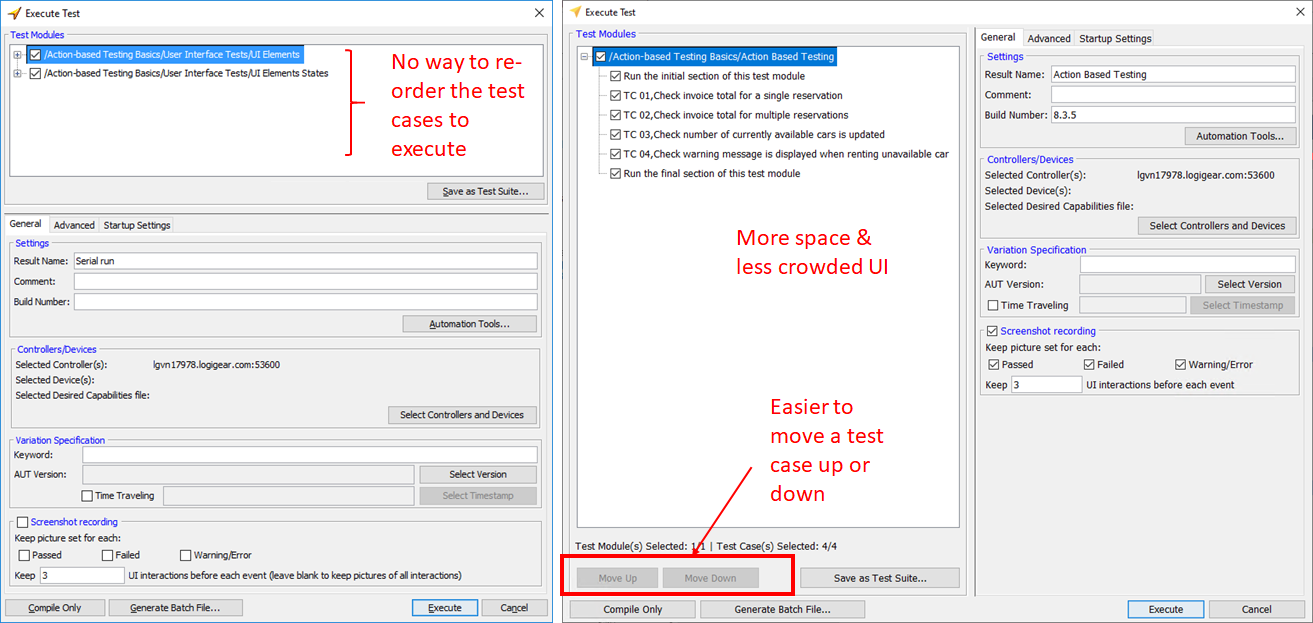 Execute Test
Test Modules
/Action-based Testing Basics/User Interface Tests/UI Elements
/Action-based Testing Basics/User Interface Tests/UI Elements States
No way to re-
order the test
cases to
execute
Save as Test Suite...
General Advanced Startup Settings
Settings
Result Name: Serial run
Comment:
Build Number:
Automation Tools...
Controllers/Devices
Selected Controller(s): lgvn17978.logigear.com:53600
Selected Device(s):
Selected Desired Capabilities file:
Select Controllers and Devices
Variation Specification
Keyword:
AUT Version: Select Version
Time Traveling Select Timestamp
Screenshot recording
Keep picture set for each:
Passed Failed Warning/Error
Keep 3 UI interactions before each event (leave blank to keep pictures of all interactions)
Compile Only Generate Batch File... Execute Cancel
Execute Test
Test Modules
/Action-based Testing Basics/Action Based Testing
Run the initial section of this test module
TC 01,Check invoice total for a single reservation
TC 02,Check invoice total for multiple reservations
TC 03,Check number of currently available cars is updated
TC 04,Check warning message is displayed when renting unavailable car
Run the final section of this test module
More space &
less crowded UI
Easier to
move a test
case up or
down
Test Module(s) Selected: 1/1 | Test Case(s) Selected: 4/4
Move Up Move Down Save as Test Suite...
Compile Only Generate Batch File...
General Advanced Startup Settings
Settings
Result Name: Action Based Testing
Comment:
Build Number: 8.3.5
Automation Tools...
Controllers/Devices
Selected Controller(s): lgvn17978.logigear.com:53600
Selected Device(s):
Selected Desired Capabilities file:
Select Controllers and Devices
Variation Specification
Keyword:
AUT Version: Select Version
Time Traveling Select Timestamp
Screenshot recording
Keep picture set for each:
Passed Failed Warning/Error
Keep 3 UI interactions before each event
Execute Cancel